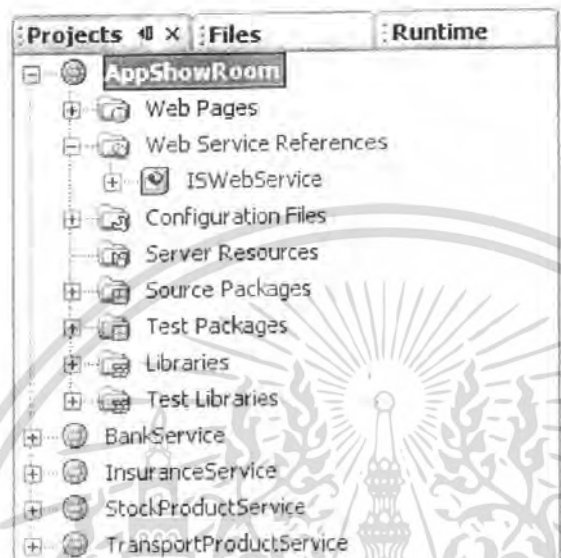 Projects Files Runtime
AppShowRoom
Web Pages
Web Service References
ISWebService
Configuration Files
Server Resources
Source Packages
Test Packages
Libraries
Test Libraries
BankService
InsuranceService
StockProductService
TransportProductService